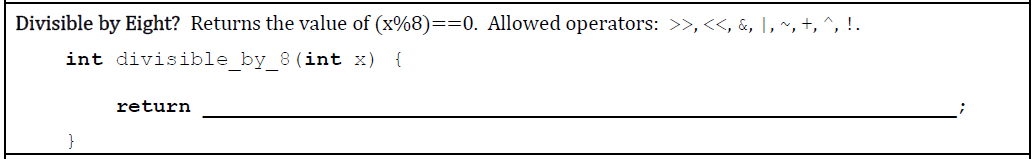 Divisible by Eight? Returns the value of (x%8)==0. Allowed operators: >>, <<, &, |, ~, +, ^, !.
int divisible_by_8(int x) {
return ;
}